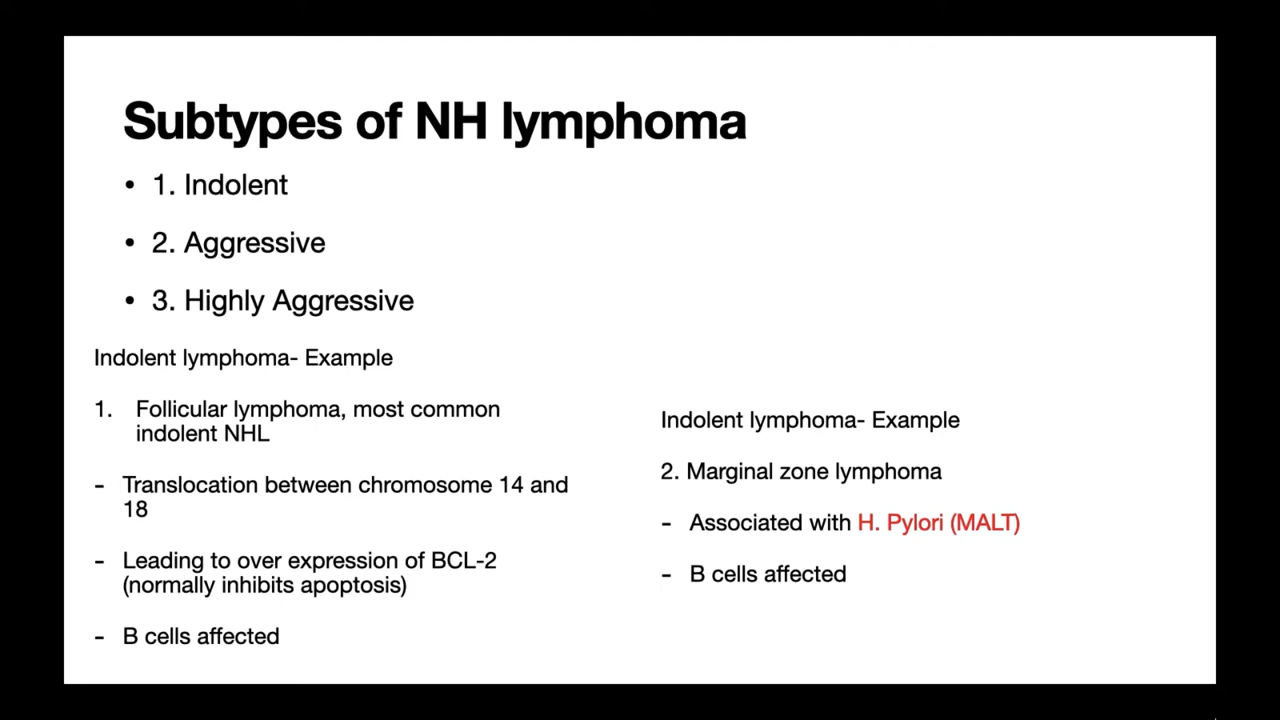 Subtypes of NH lymphoma
• 1. Indolent
• 2. Aggressive
• 3. Highly Aggressive
Indolent lymphoma- Example
1. Follicular lymphoma, most common
indolent NHL
- Translocation between chromosome 14 and
18
- Leading to over expression of BCL-2
(normally inhibits apoptosis)
- B cells affected
Indolent lymphoma- Example
2. Marginal zone lymphoma
- Associated with H. Pylori (MALT)
- B cells affected